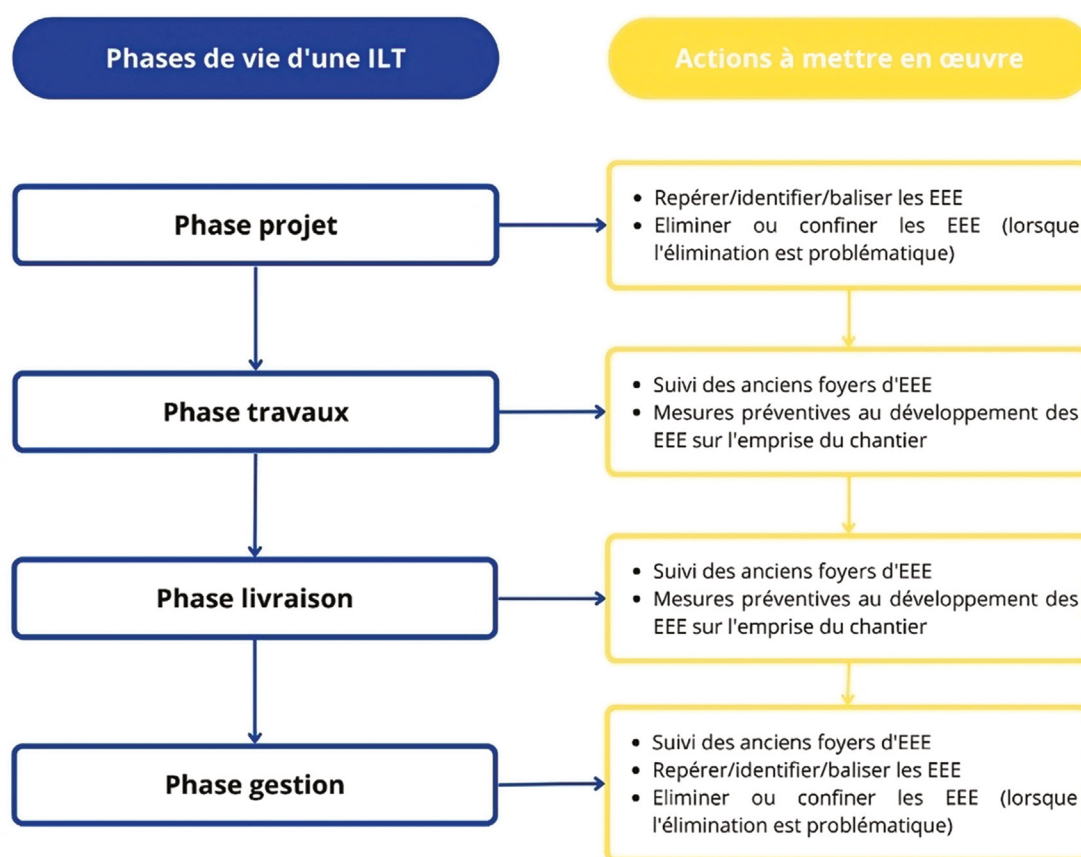 Phases de vie d'une ILT
Actions à mettre en œuvre
Phase projet
• Repérer/identifier/baliser les EEE
• Eliminer ou confiner les EEE (lorsque
l'élimination est problématique)
Phase travaux
• Suivi des anciens foyers d'EEE
• Mesures préventives au développement des
EEE sur l'emprise du chantier
Phase livraison
• Suivi des anciens foyers d'EEE
• Mesures préventives au développement des
EEE sur l'emprise du chantier
Phase gestion
• Suivi des anciens foyers d'EEE
• Repérer/identifier/baliser les EEE
• Eliminer ou confiner les EEE (lorsque
l'élimination est problématique)